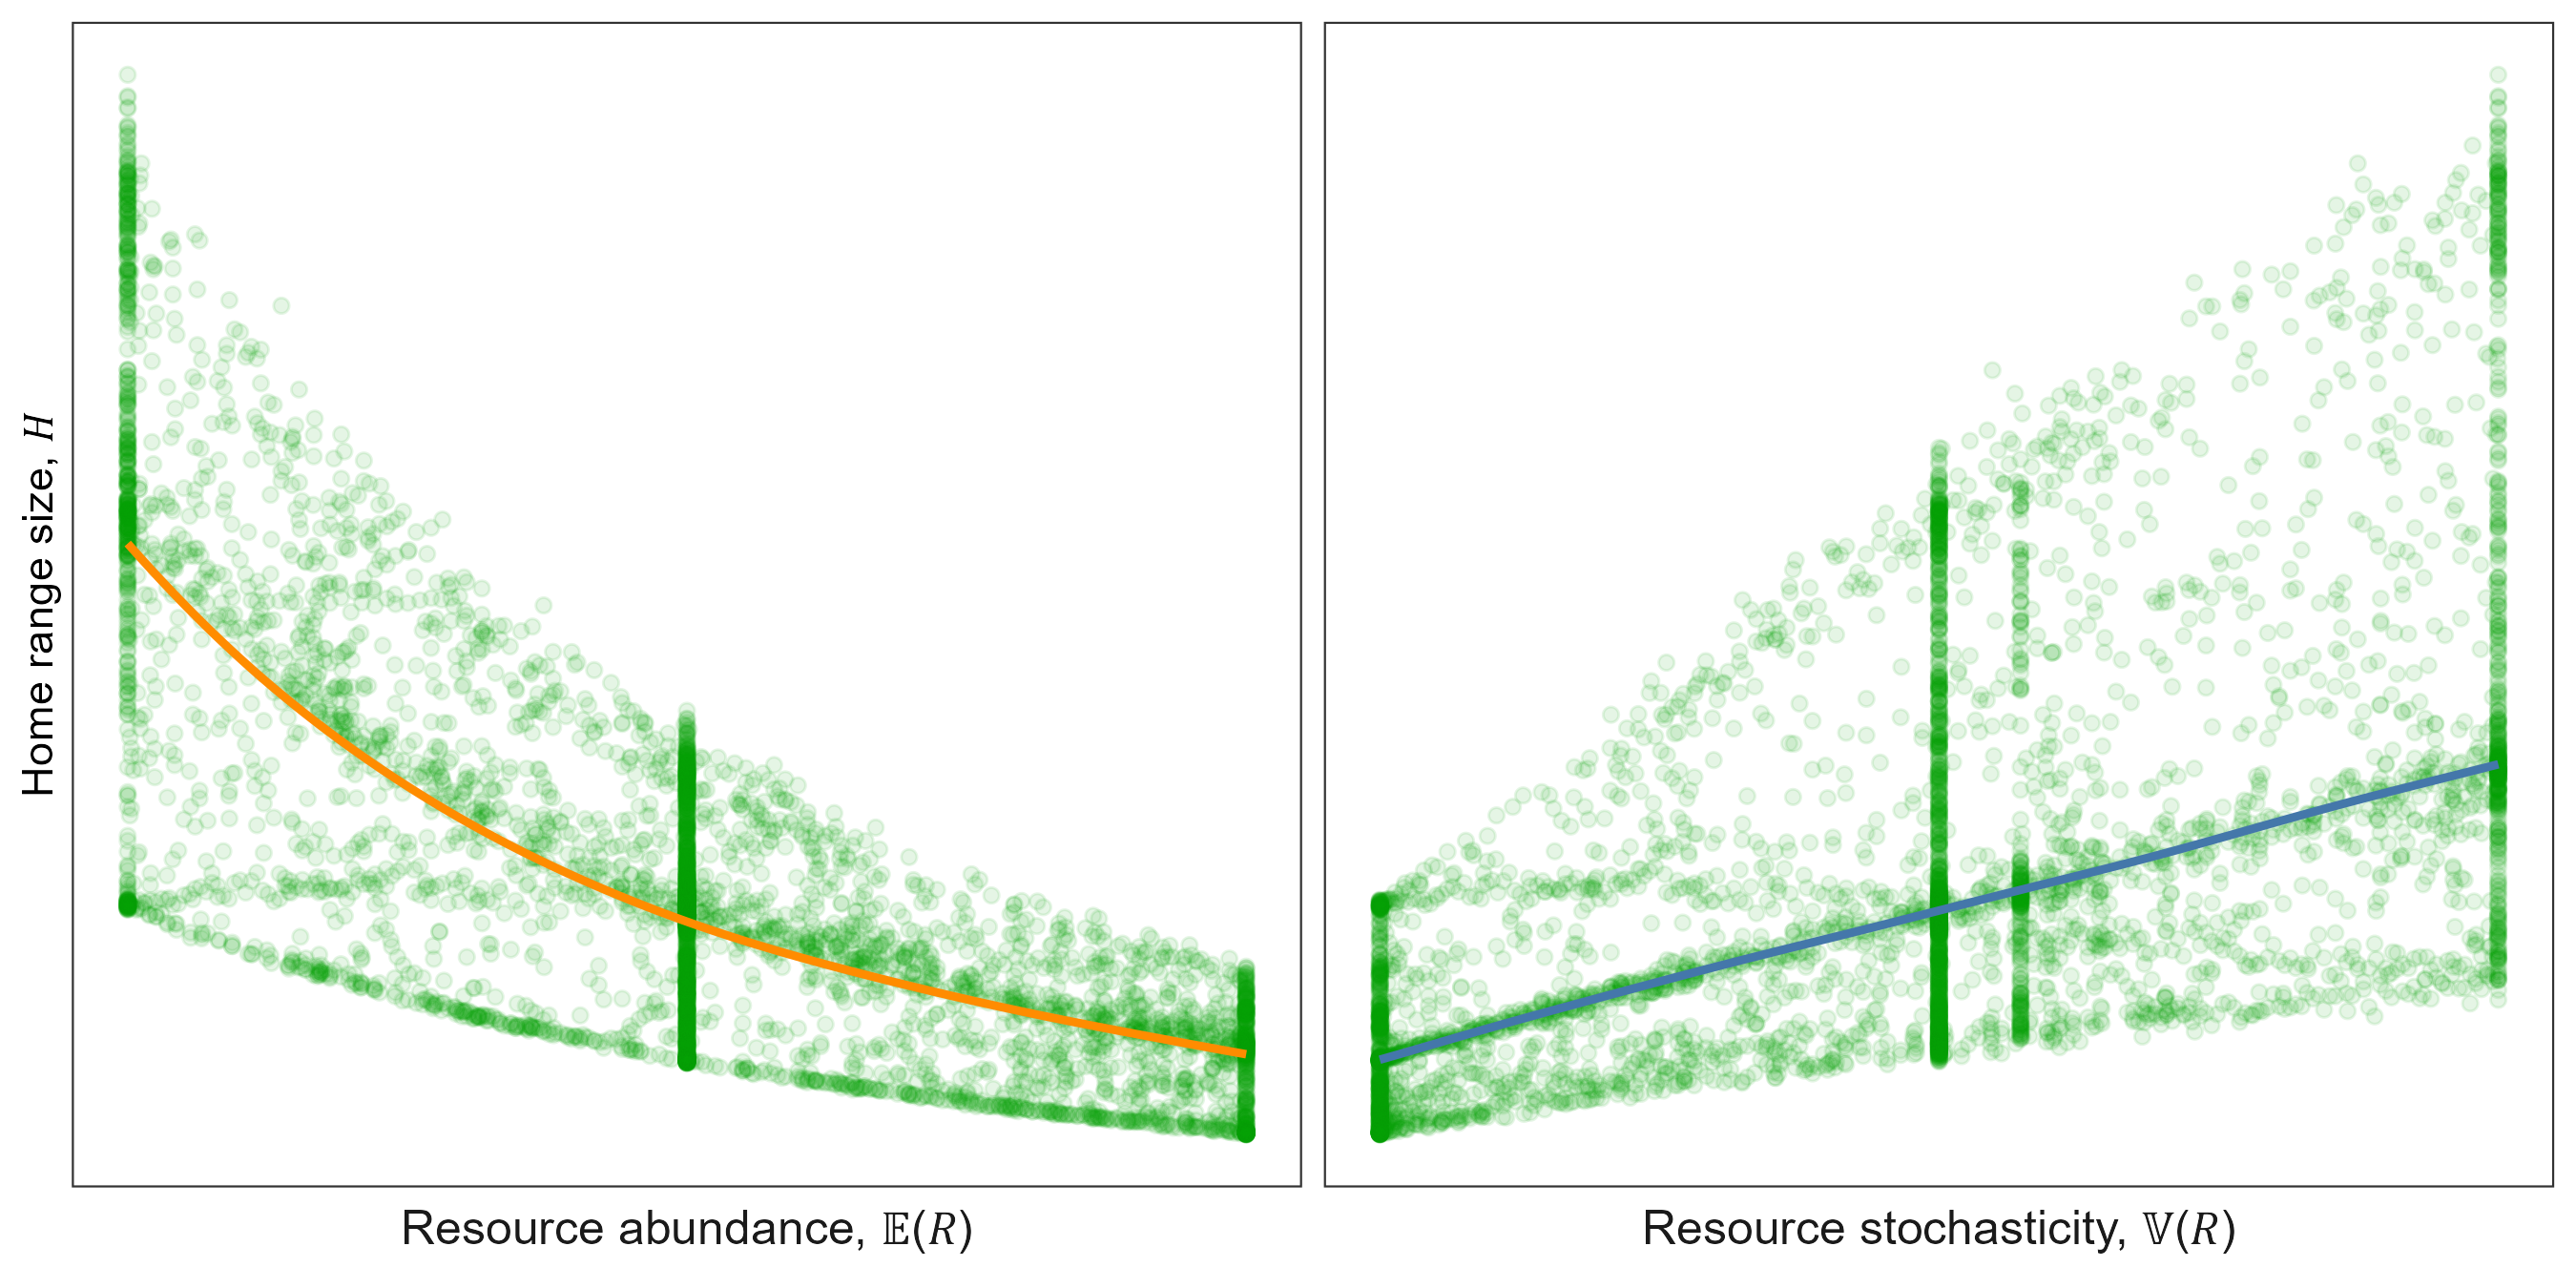 Home range size, H
Resource abundance, 𝔼(R)
Resource stochasticity, 𝕍(R)